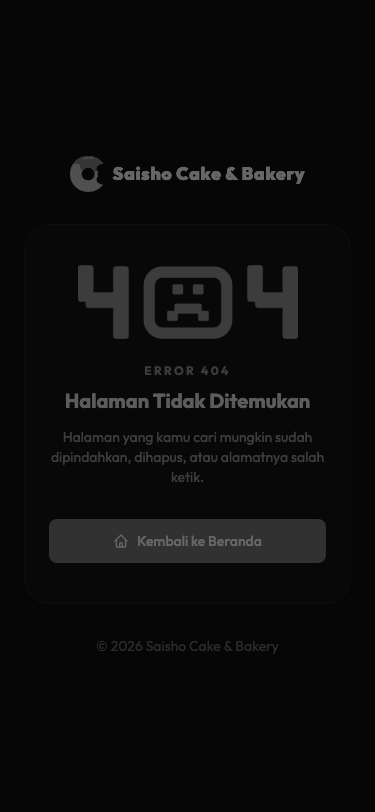 Saisho Cake & Bakery
404
ERROR 404
Halaman Tidak Ditemukan
Halaman yang kamu cari mungkin sudah
dipindahkan, dihapus, atau alamatnya salah
ketik.
Kembali ke Beranda
© 2026 Saisho Cake & Bakery